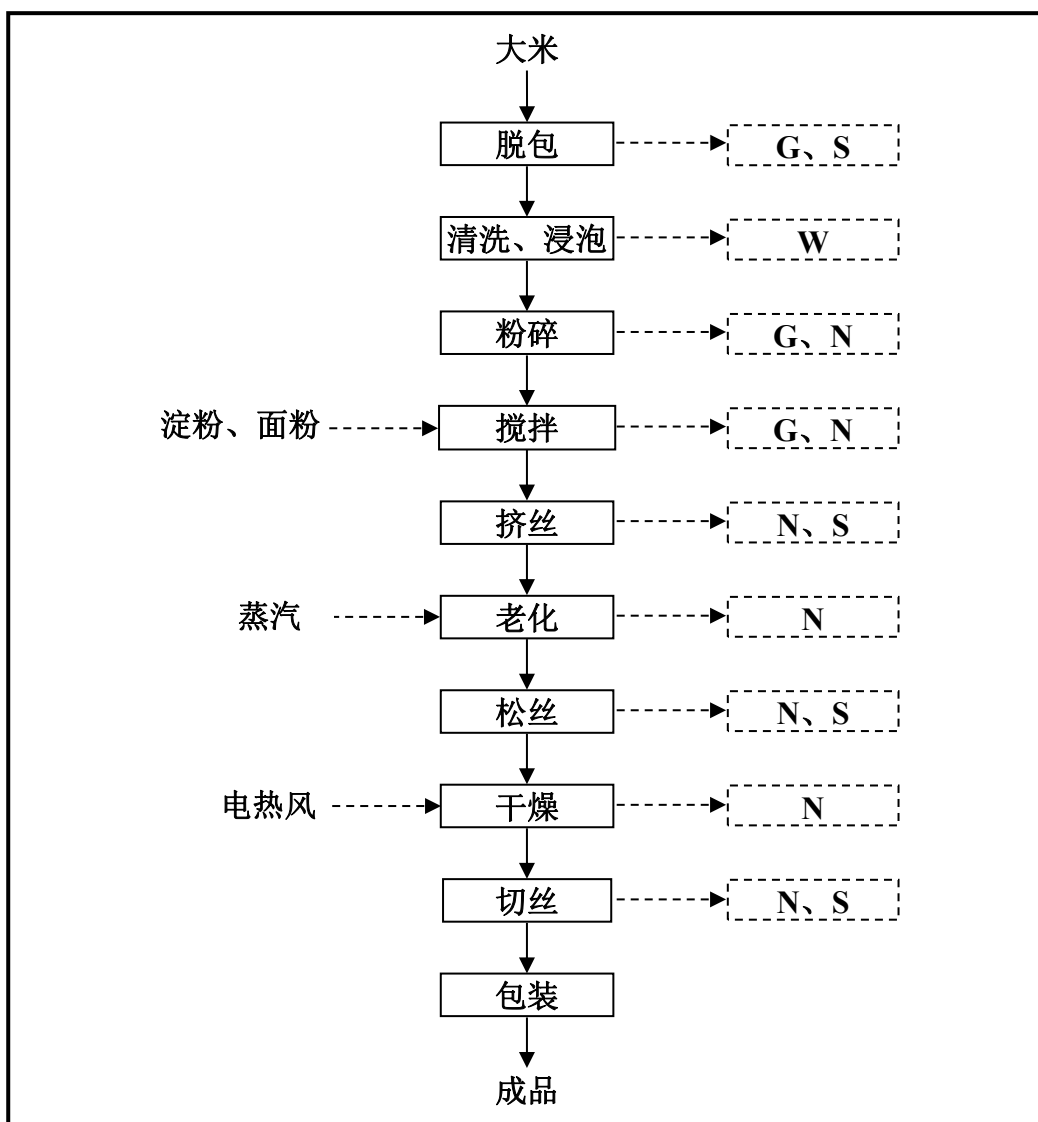 大米
脱包 G、S
清洗、浸泡 W
粉碎 G、N
淀粉、面粉 搅拌 G、N
挤丝 N、S
蒸汽 老化 N
松丝 N、S
电热风 干燥 N
切丝 N、S
包装
成品